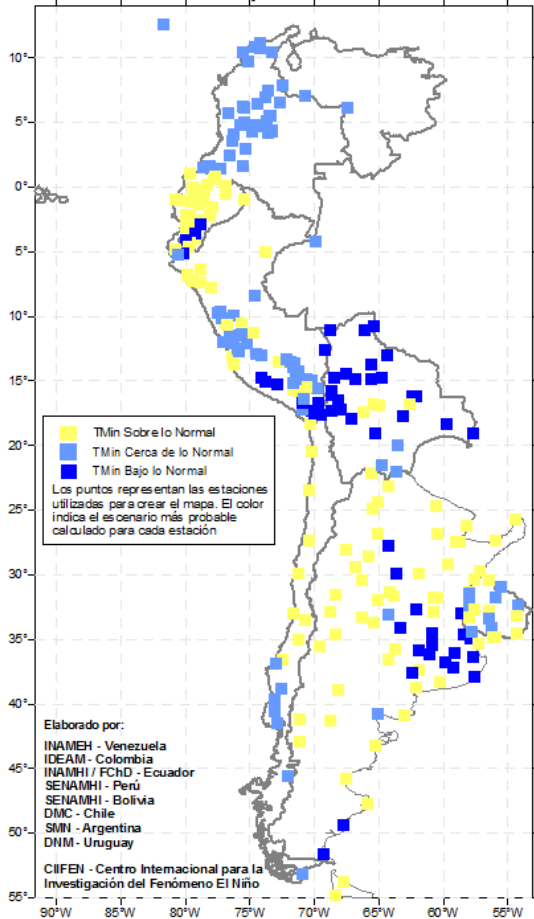 10°
5°
0°
5°
10°
15°
TMin Sobre lo Normal
TMin Cerca de lo Normal
TMin Bajo lo Normal
Los puntos representan las estaciones
utilizadas para crear el mapa. El color
indica el escenario más probable
calculado para cada estación
20°
25°
30°
35°
40°
Elaborado por:
INAMEH - Venezuela
IDEAM - Colombia
INAMHI / FChD - Ecuador
SENAMHI - Perú
SENAMHI - Bolivia
DMC - Chile
SMN - Argentina
DNM - Uruguay
45°
50°
CIIFEN - Centro Internacional para la
Investigación del Fenómeno El Niño
55°
90°W 85°W 80°W 75°W 70°W 65°W 60°W 55°W